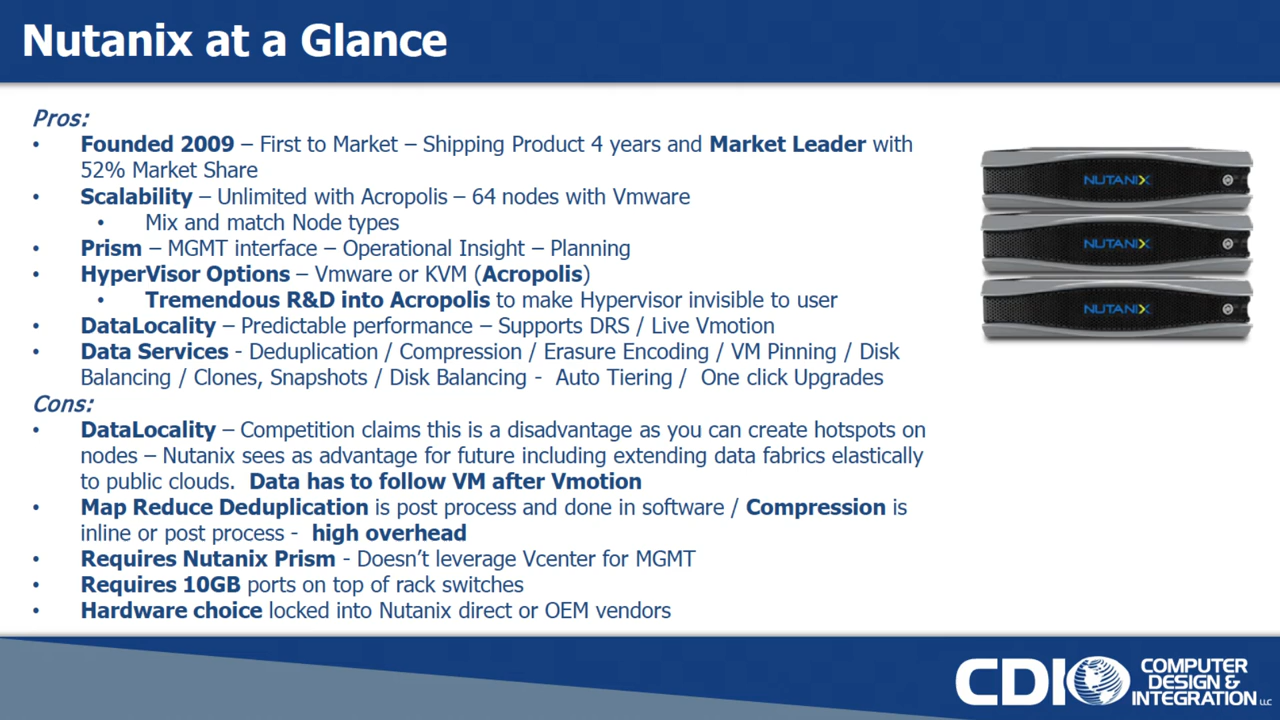 Nutanix at a Glance
Pros:
• Founded 2009 – First to Market – Shipping Product 4 years and Market Leader with
52% Market Share
• Scalability – Unlimited with Acropolis – 64 nodes with Vmware
• Mix and match Node types
• Prism – MGMT interface – Operational Insight – Planning
• HyperVisor Options – Vmware or KVM (Acropolis)
• Tremendous R&D into Acropolis to make Hypervisor invisible to user
• DataLocality – Predictable performance – Supports DRS / Live Vmotion
• Data Services - Deduplication / Compression / Erasure Encoding / VM Pinning / Disk
Balancing / Clones, Snapshots / Disk Balancing - Auto Tiering / One click Upgrades
Cons:
• DataLocality – Competition claims this is a disadvantage as you can create hotspots on
nodes – Nutanix sees as advantage for future including extending data fabrics elastically
to public clouds. Data has to follow VM after Vmotion
• Map Reduce Deduplication is post process and done in software / Compression is
inline or post process - high overhead
• Requires Nutanix Prism - Doesn't leverage Vcenter for MGMT
• Requires 10GB ports on top of rack switches
• Hardware choice locked into Nutanix direct or OEM vendors
NUTANIX
NUTANIX
NUTANIX
CDI
COMPUTER
DESIGN &
INTEGRATION LLC